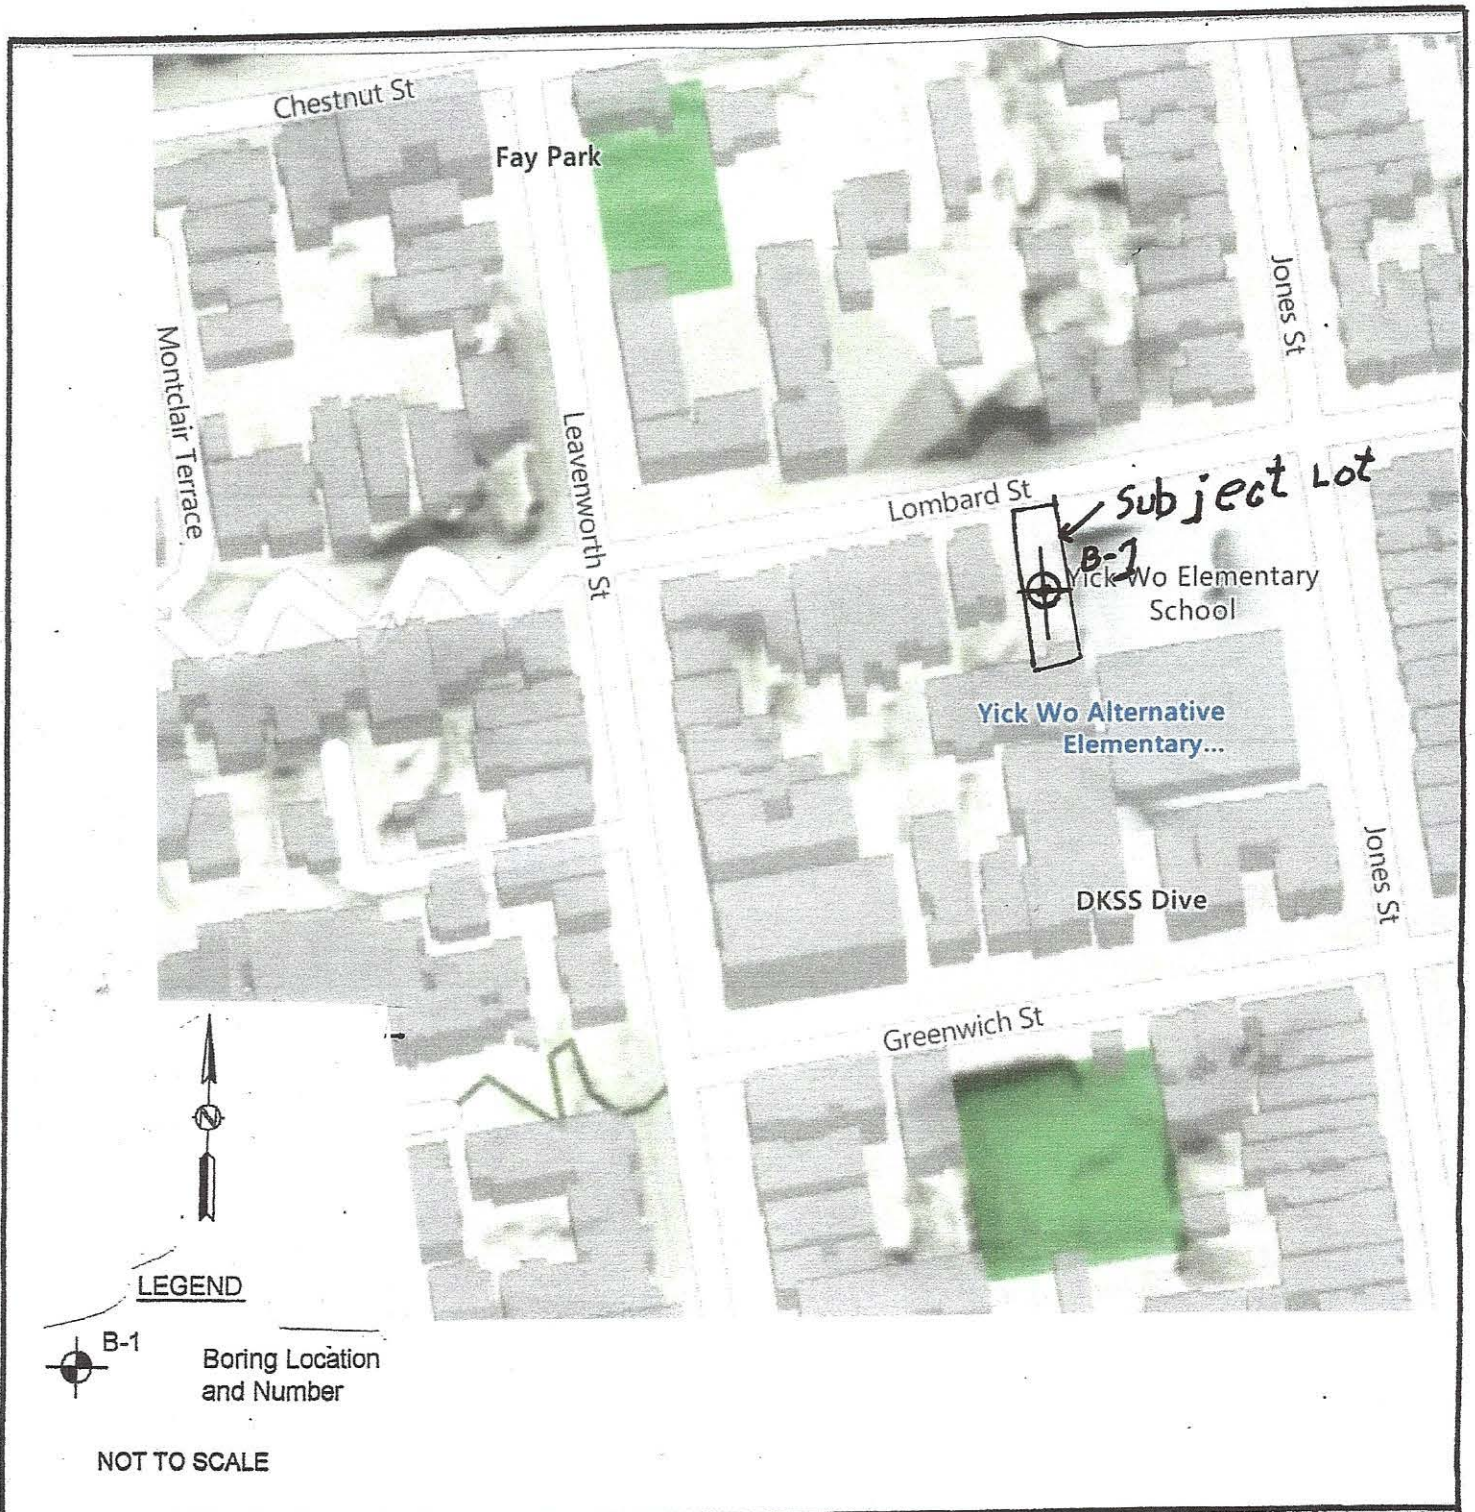 Chestnut St
Fay Park
Jones St
Montclair Terrace
Leavenworth St
Lombard St
Subject Lot
B-1
Yick Wo Elementary
School
Yick Wo Alternative
Elementary...
Jones St
DKSS Dive
Greenwich St
N
LEGEND
B-1
Boring Location
and Number
NOT TO SCALE